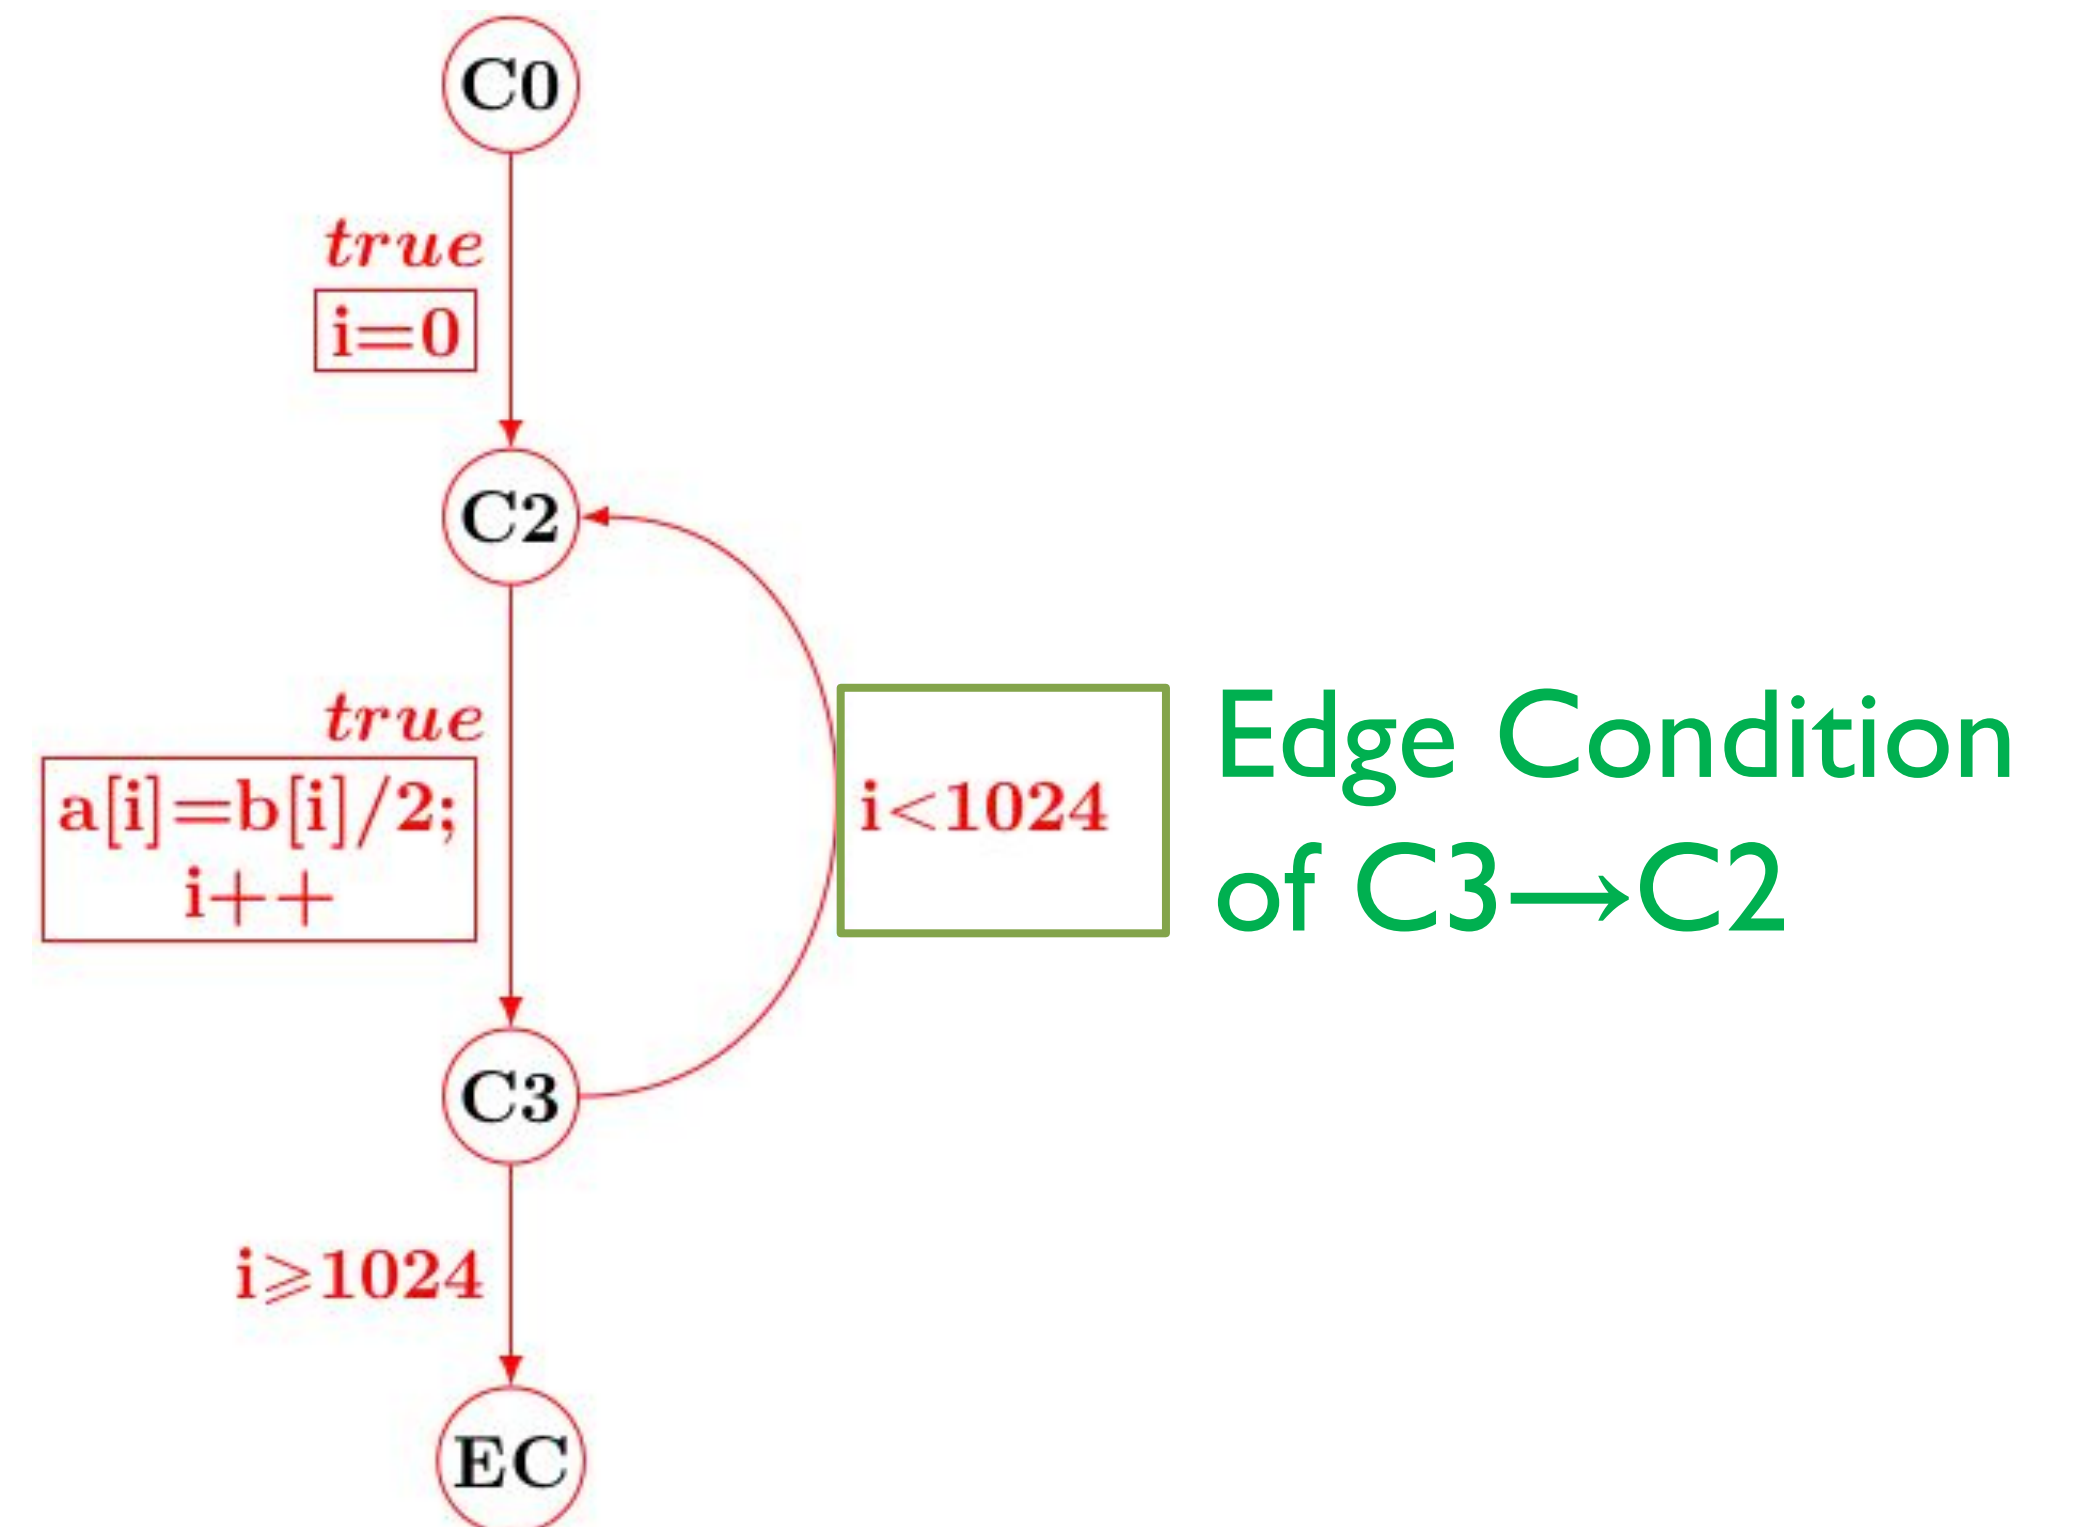 C0
true
i=0
C2
true
a[i]=b[i]/2;
i++
i<1024
Edge Condition
of C3→C2
C3
i⩾1024
EC